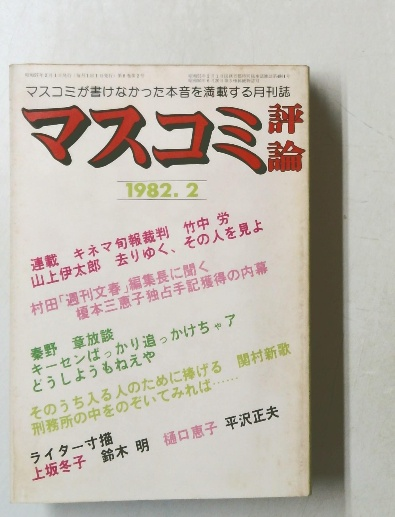 マスコミが書けなかった本音を満載する月刊誌
マスコミ評論
1982. 2
連載 キネマ旬報裁判 竹中 労
山上伊太郎 去りゆく、その人を見よ
村田「週刊文春」編集長に聞く
榎本三恵子独占手記獲得の内幕
秦野 章放談
キーセンばっかり追っかけちゃア
どうしようもねえや
そのうち入る人のために捧げる 関村新歌
刑務所の中をのぞいてみれば……
ライター寸描
上坂冬子 鈴木 明 樋口恵子 平沢正夫